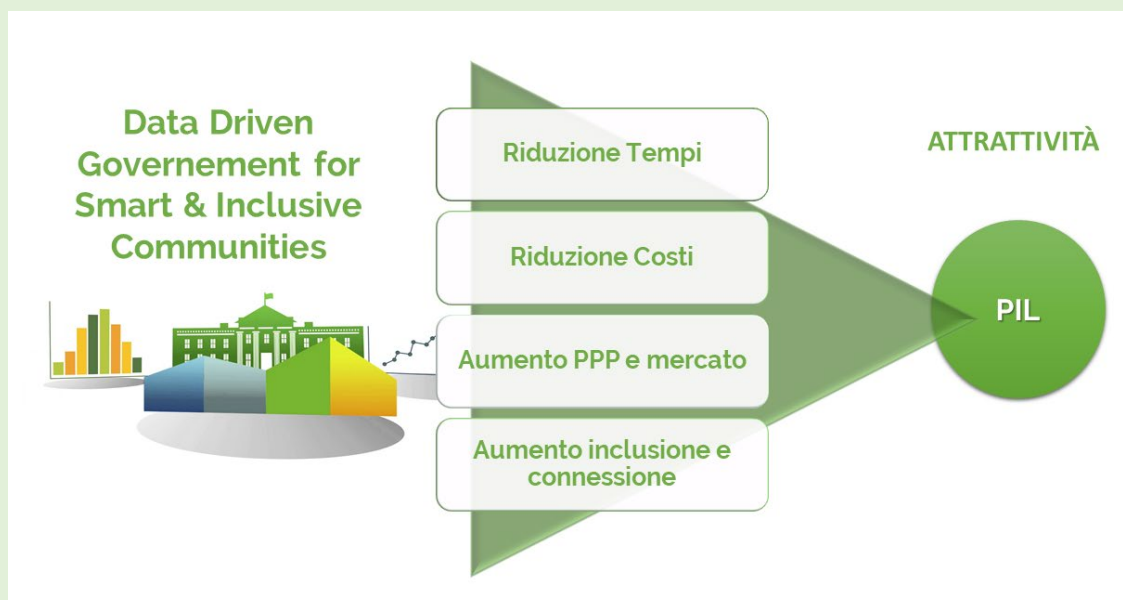 Data Driven
Governement for
Smart & Inclusive
Communities
Riduzione Tempi
Riduzione Costi
Aumento PPP e mercato
Aumento inclusione e
connessione
ATTRATTIVITÀ
PIL